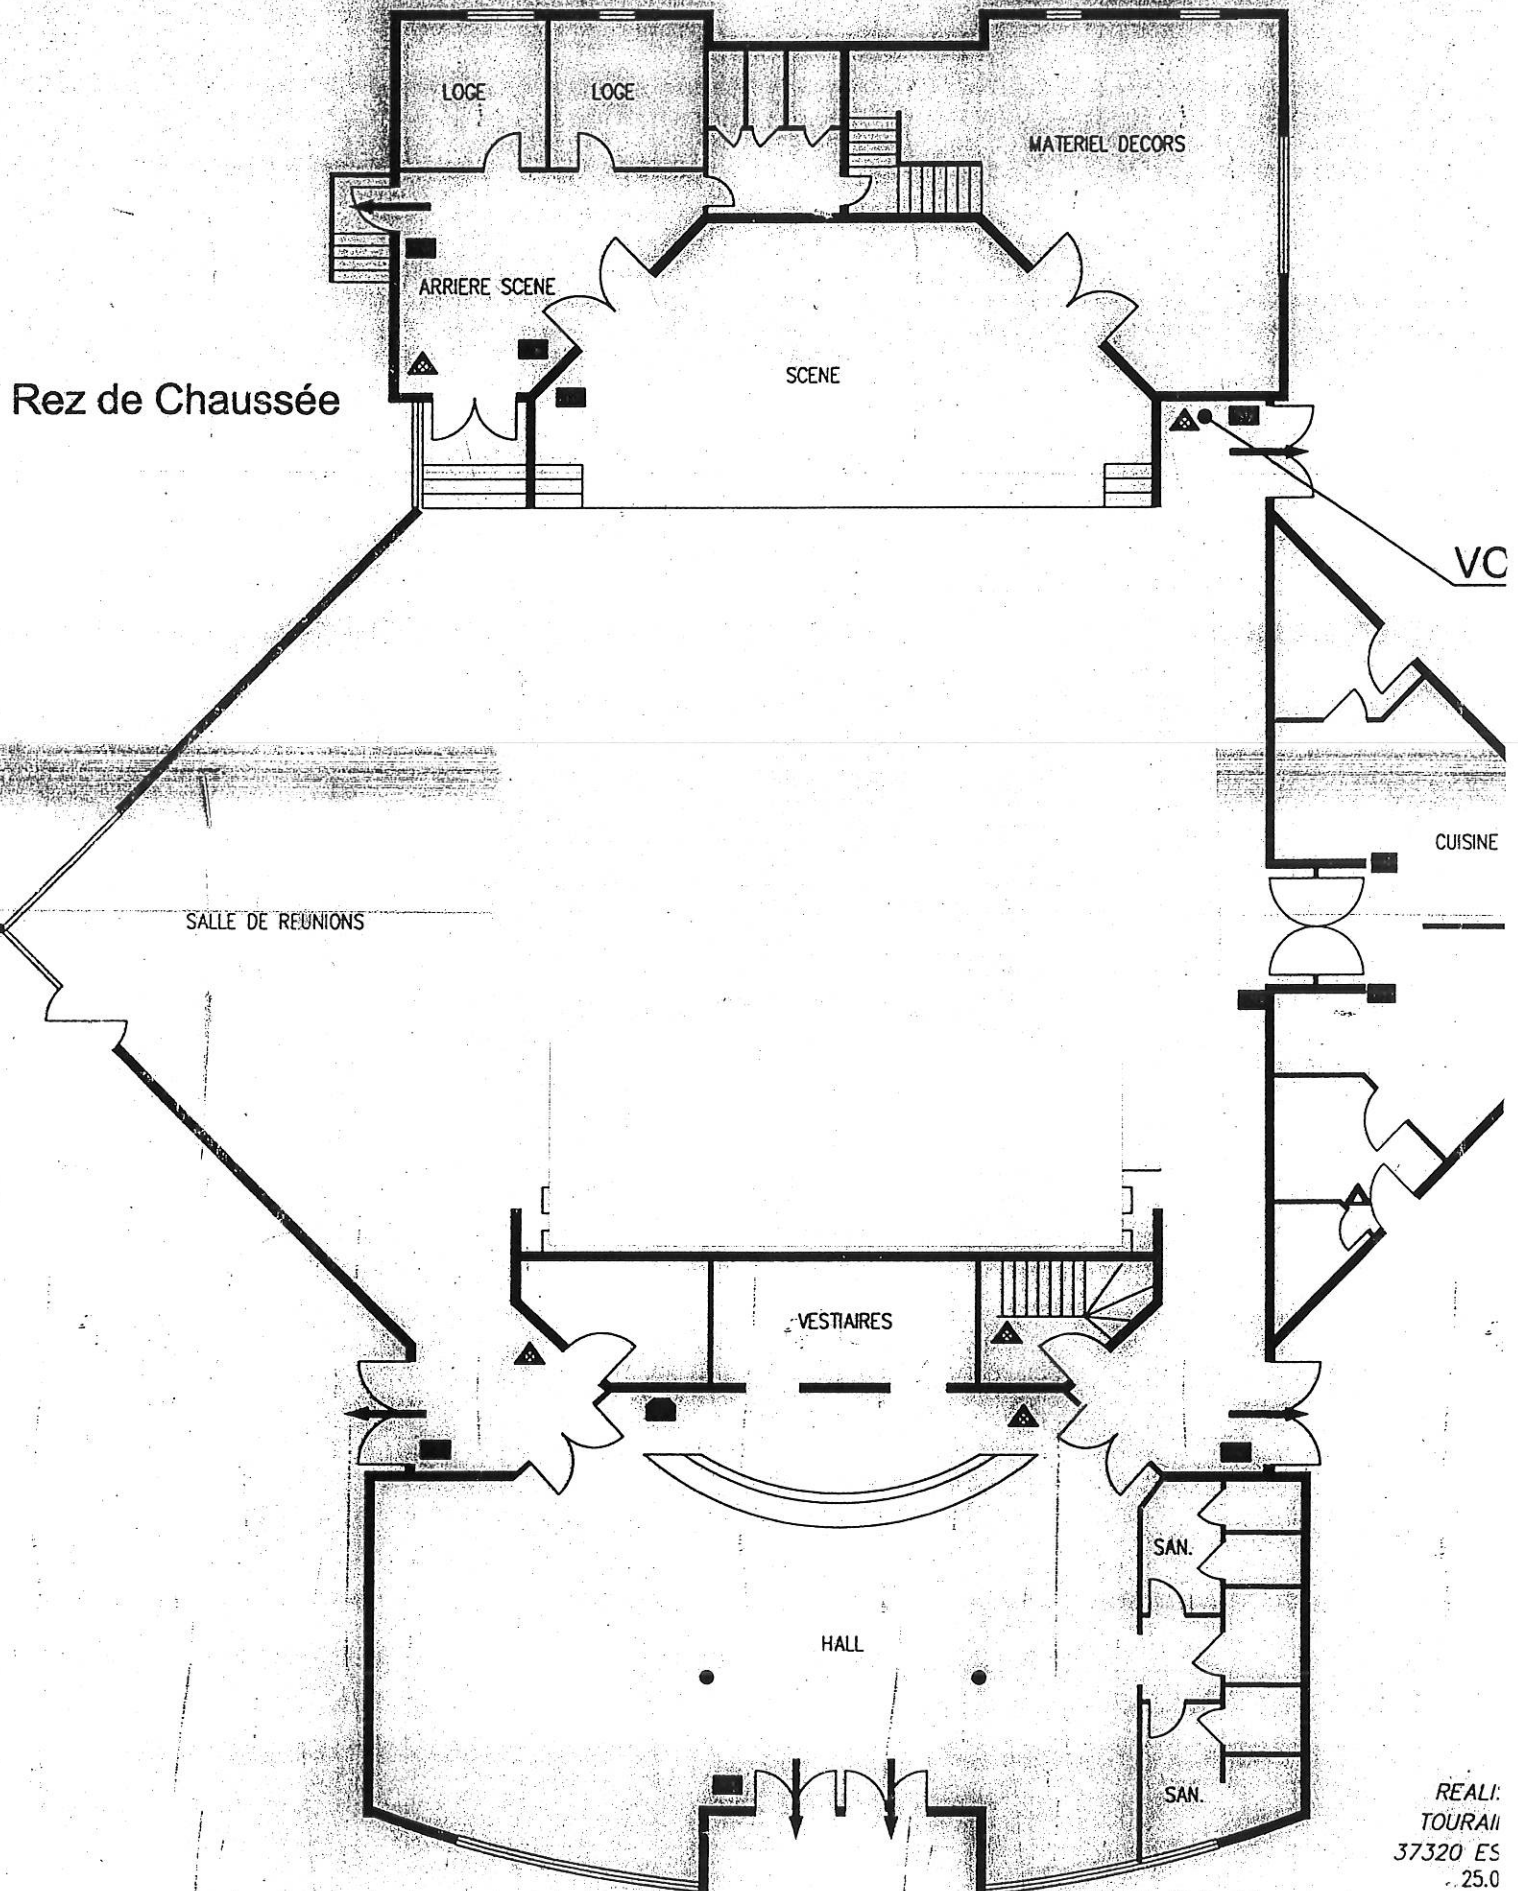 LOGE
LOGE
MATERIEL DECORS
ARRIERE SCENE
SCENE
Rez de Chaussée
VO
CUISINE
SALLE DE REUNIONS
VESTIAIRES
SAN.
HALL
SAN.
REALI
TOURAI
37320 ES
25.0